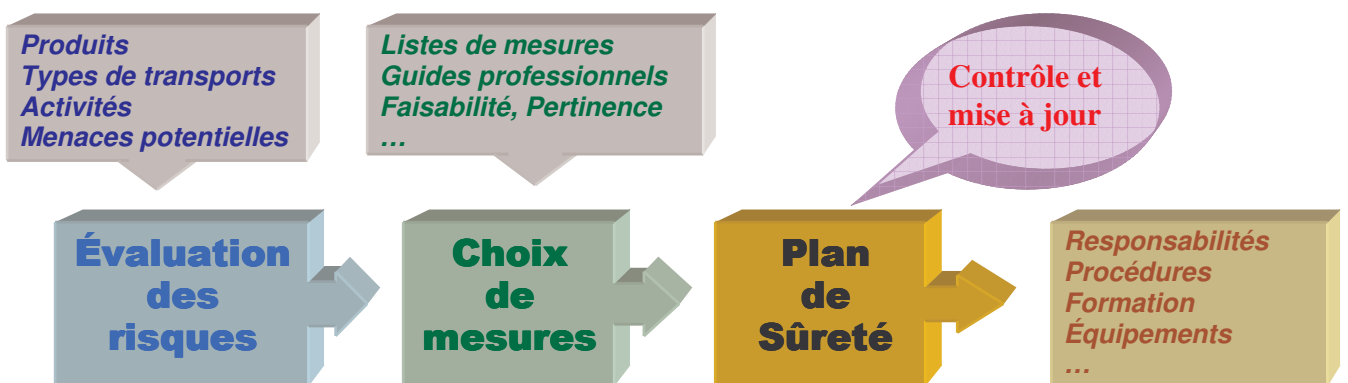 Produits
Types de transports
Activités
Menaces potentielles
Listes de mesures
Guides professionnels
Faisabilité, Pertinence
...
Contrôle et
mise à jour
Évaluation
des
risques
Choix
de
mesures
Plan
de
Sûreté
Responsabilités
Procédures
Formation
Équipements
...